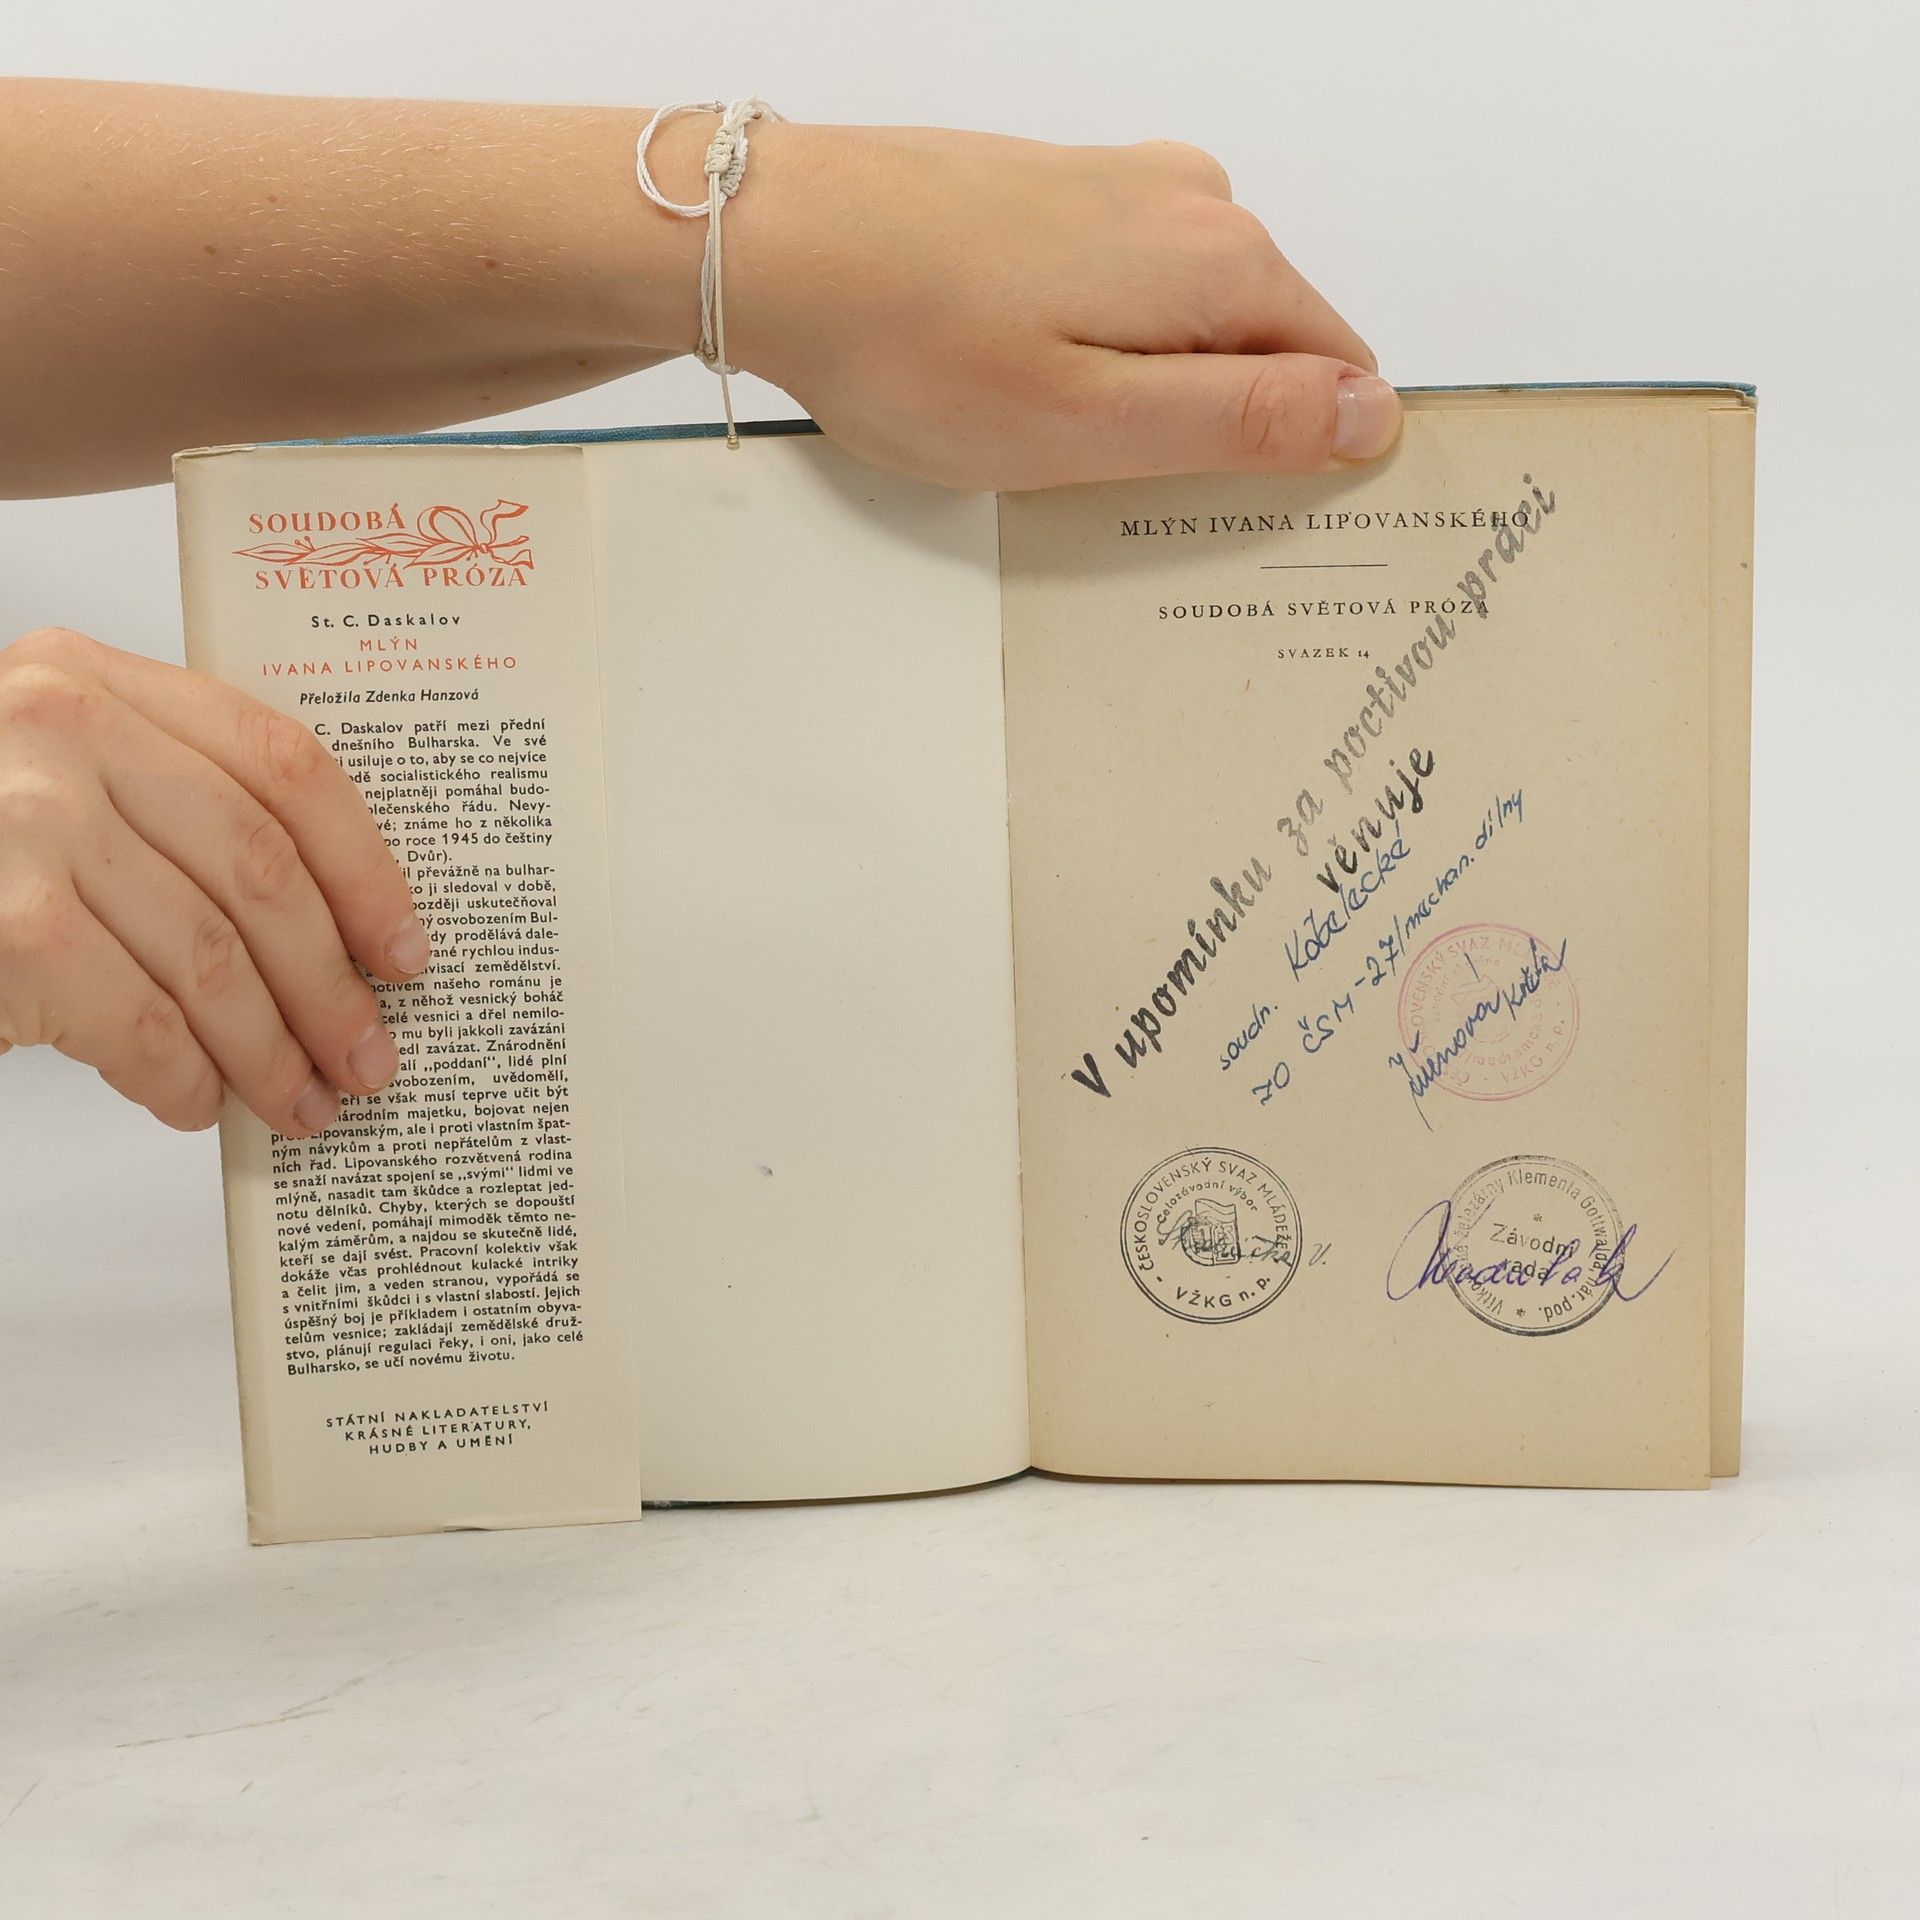 SOUDOBÁ
SVĚTOVÁ PRÓZA
St. C. Daskalov
MLÝN
IVANA LIPOVANSKÉHO
Přeložila Zdenka Hanzová
C. Daskalov patří mezi přední
dnešního Bulharska. Ve své
usiluje o to, aby se co nejvíce
socialistického realismu
nejplatněji pomáhal budo-
řádu. Nevy-
známe ho z několika
po roce 1945 do češtiny
Dvůr).
převážně na bulhar-
ji sledoval v době,
později uskutečňoval
osvobozením Bul-
prodělává dale-
rychlou indus-
zemědělství.
našeho románu je
z něhož vesnický boháč
celé vesnici a dřel nemilo-
mu byli jakkoli zavázáni
zavázat. Znárodnění
„poddaní“, lidé plní
uvědomělí,
se však musí teprve učit být
národním majetku, bojovat nejen
proti Lipovanským, ale i proti vlastním špat-
ným návykům a proti nepřátelům z vlast-
ních řad. Lipovanského rozvětvená rodina
se snaží navázat spojení se „svými“ lidmi ve
mlýně, nasadit tam škůdce a rozleptat jed-
notu dělníků. Chyby, kterých se dopouští
nové vedení, pomáhají mimoděk těmto ne-
kalým záměrům, a najdou se skutečně lidé,
kteří se dají svést. Pracovní kolektiv však
dokáže včas prohlédnout kulacké intriky
a čelit jim, a veden stranou, vypořádá se
s vnitřními škůdci i s vlastní slabostí. Jejich
úspěšný boj je příkladem i ostatním obyva-
telům vesnice; zakládají zemědělské druž-
stvo, plánují regulaci řeky, i oni, jako celé
Bulharsko, se učí novému životu.
STÁTNÍ NAKLADATELSTVÍ
KRÁSNÉ LITERATURY,
HUDBY A UMĚNÍ
MLÝN IVANA LIPOVANSKÉHO
SOUDOBÁ SVĚTOVÁ PRÓZA
SVAZEK 14
V upomínku za poctivou práci
věnuje
soudn. Kobelecké
ZO ČSM - 27/mechan. dílny
ČESKOSLOVENSKÝ SVAZ MLÁDEŽE
Celozávodní výbor
VŽKG n. p.
železárny Klementa Gottwalda, nár. pod.
Závodní
rada
VŽKG n. p.